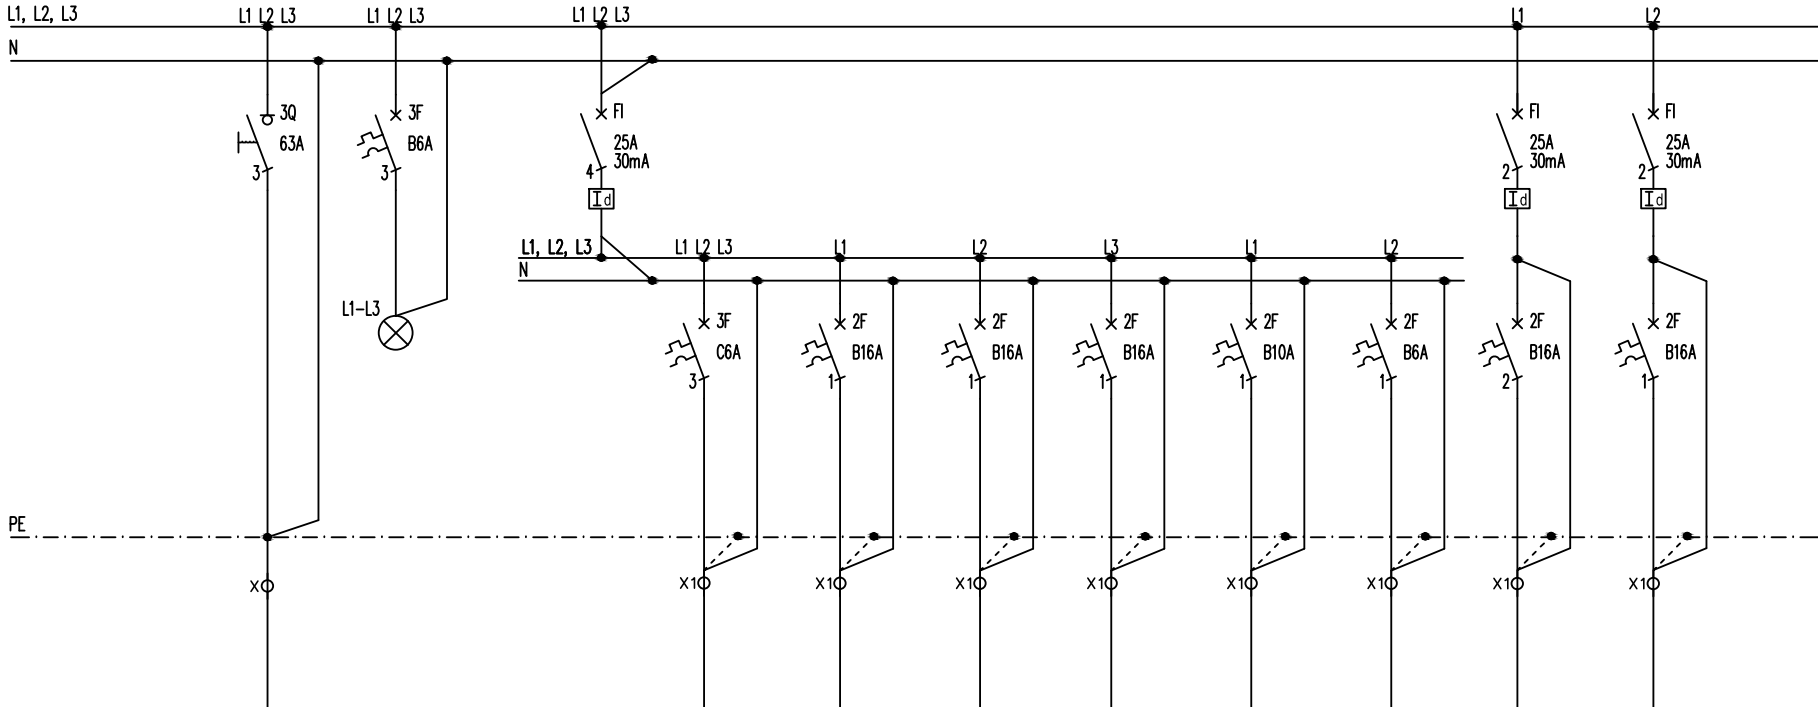 L1, L2, L3
L1 L2 L3
L1 L2 L3
L1 L2 L3
L1
L2
N
3Q
63A
3
3F
B6A
3
FI
25A
30mA
4
Id
FI
25A
30mA
2
Id
FI
25A
30mA
2
Id
L1, L2, L3
L1 L2 L3
L1
L2
L3
L1
L2
N
L1-L3
3F
C6A
3
2F
B16A
1
2F
B16A
1
2F
B16A
1
2F
B10A
1
2F
B6A
1
2F
B16A
2
2F
B16A
1
PE
X
X1
X1
X1
X1
X1
X1
X1
X1